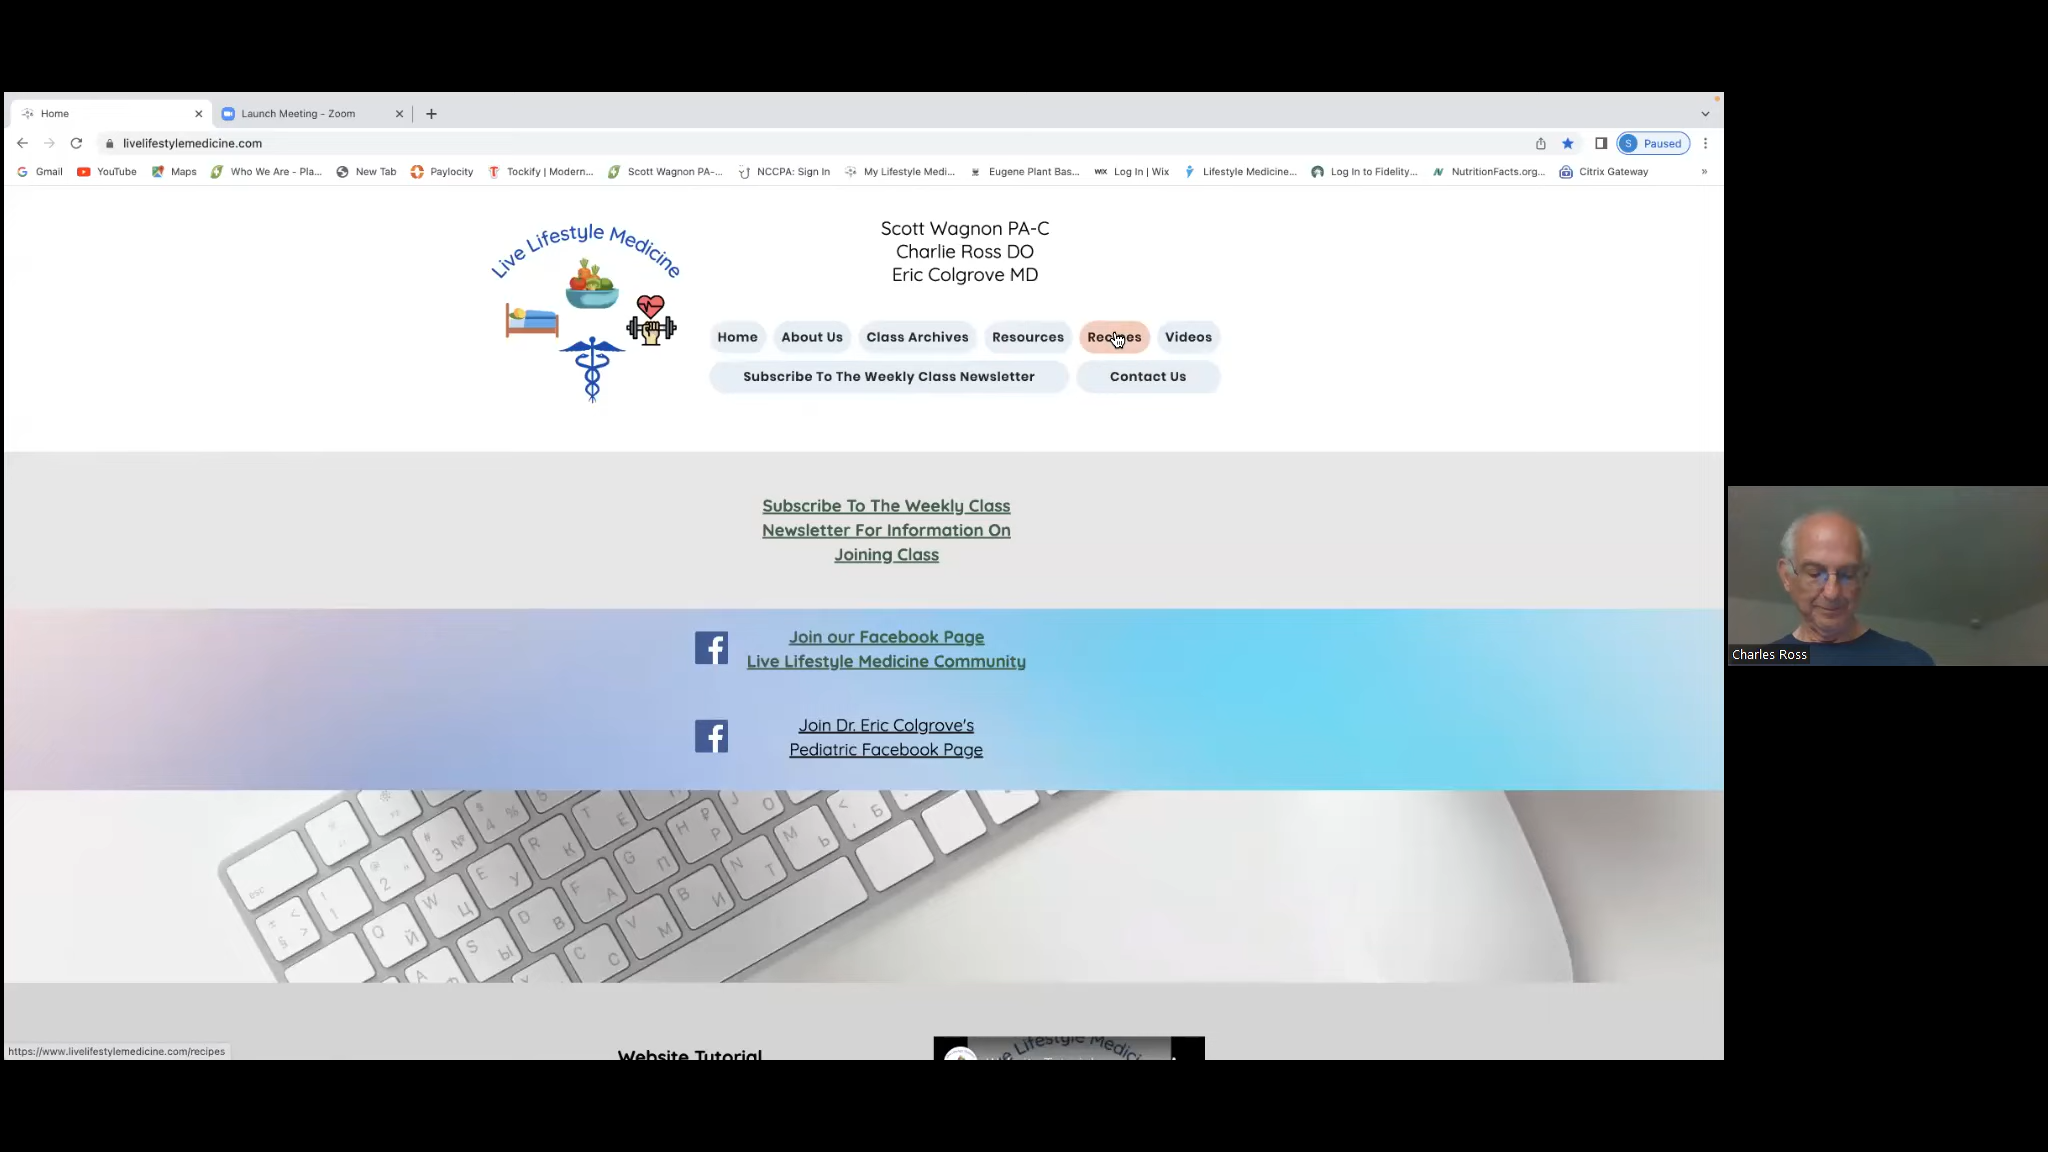 Home
Launch Meeting - Zoom
livelifestylemedicine.com
S Paused
Gmail
YouTube
Maps
Who We Are - Pla...
New Tab
Paylocity
Tockify | Modern...
Scott Wagnon PA-...
NCCPA: Sign In
My Lifestyle Medi...
Eugene Plant Bas...
WIX Log In | Wix
Lifestyle Medicine...
Log In to Fidelity...
NutritionFacts.org...
Citrix Gateway
»
Live Lifestyle Medicine
Scott Wagnon PA-C
Charlie Ross DO
Eric Colgrove MD
Home
About Us
Class Archives
Resources
Recipes
Videos
Subscribe To The Weekly Class Newsletter
Contact Us
Subscribe To The Weekly Class
Newsletter For Information On
Joining Class
Join our Facebook Page
Live Lifestyle Medicine Community
Join Dr. Eric Colgrove's
Pediatric Facebook Page
Charles Ross
esc
Website Tutorial
https://www.livelifestylemedicine.com/recipes